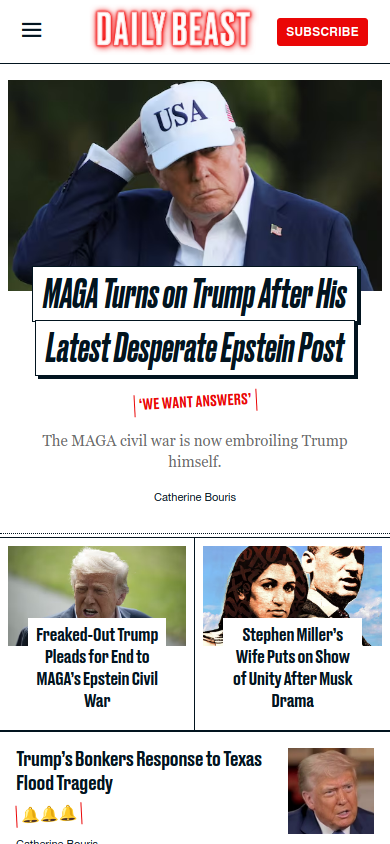 DAILY BEAST
SUBSCRIBE
USA
MAGA Turns on Trump After His
Latest Desperate Epstein Post
'WE WANT ANSWERS'
The MAGA civil war is now embroiling Trump
himself.
Catherine Bouris
Freaked-Out Trump
Pleads for End to
MAGA's Epstein Civil
War
Stephen Miller's
Wife Puts on Show
of Unity After Musk
Drama
Trump's Bonkers Response to Texas
Flood Tragedy
🔔🔔🔔
Catherine Bouris